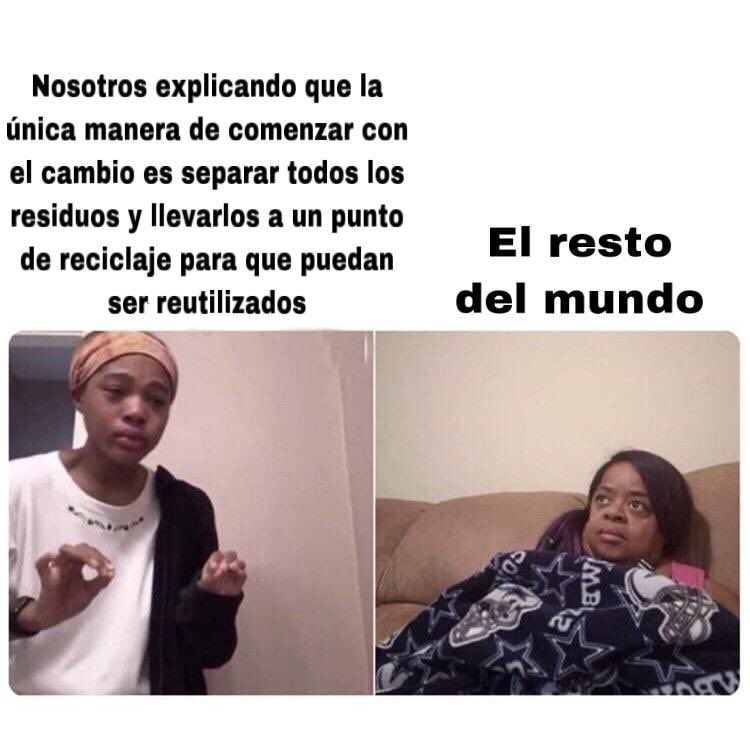 Nosotros explicando que la
única manera de comenzar con
el cambio es separar todos los
residuos y llevarlos a un punto
de reciclaje para que puedan
ser reutilizados
El resto
del mundo